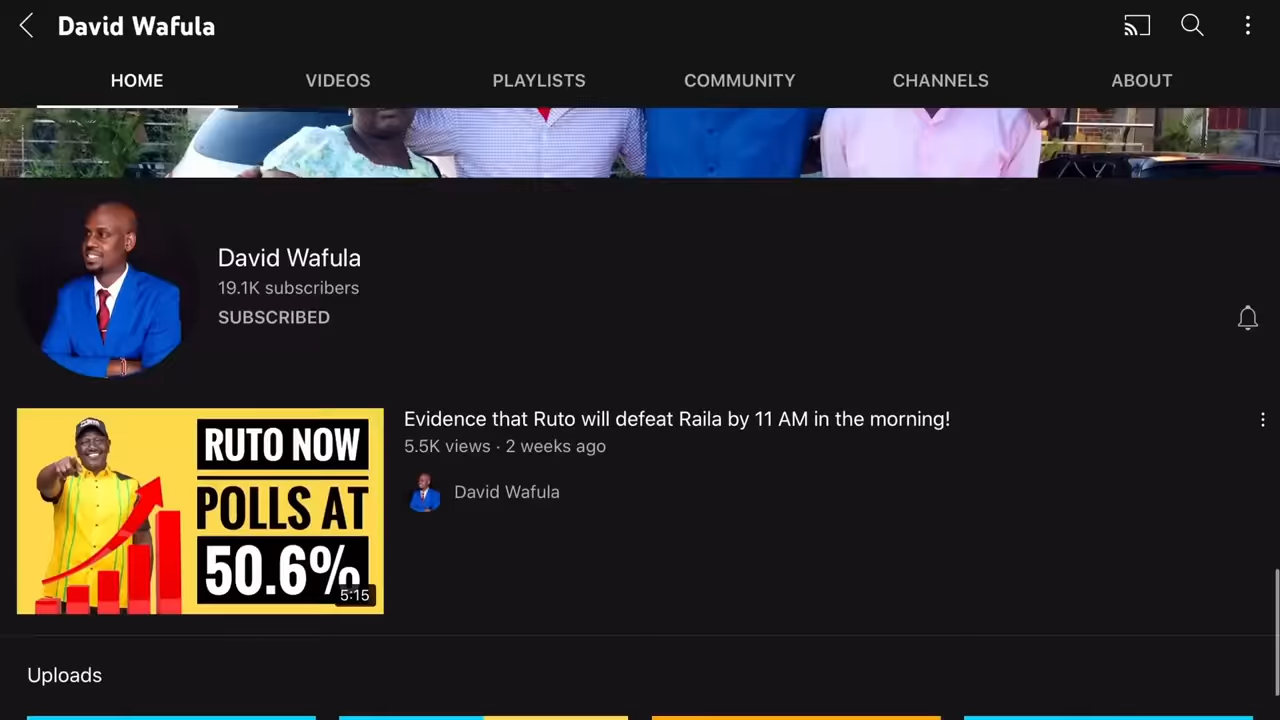 David Wafula
HOME VIDEOS PLAYLISTS COMMUNITY CHANNELS ABOUT
David Wafula
19.1K subscribers
SUBSCRIBED
RUTO NOW
POLLS AT
50.6%
5:15
Evidence that Ruto will defeat Raila by 11 AM in the morning!
5.5K views · 2 weeks ago
David Wafula
Uploads